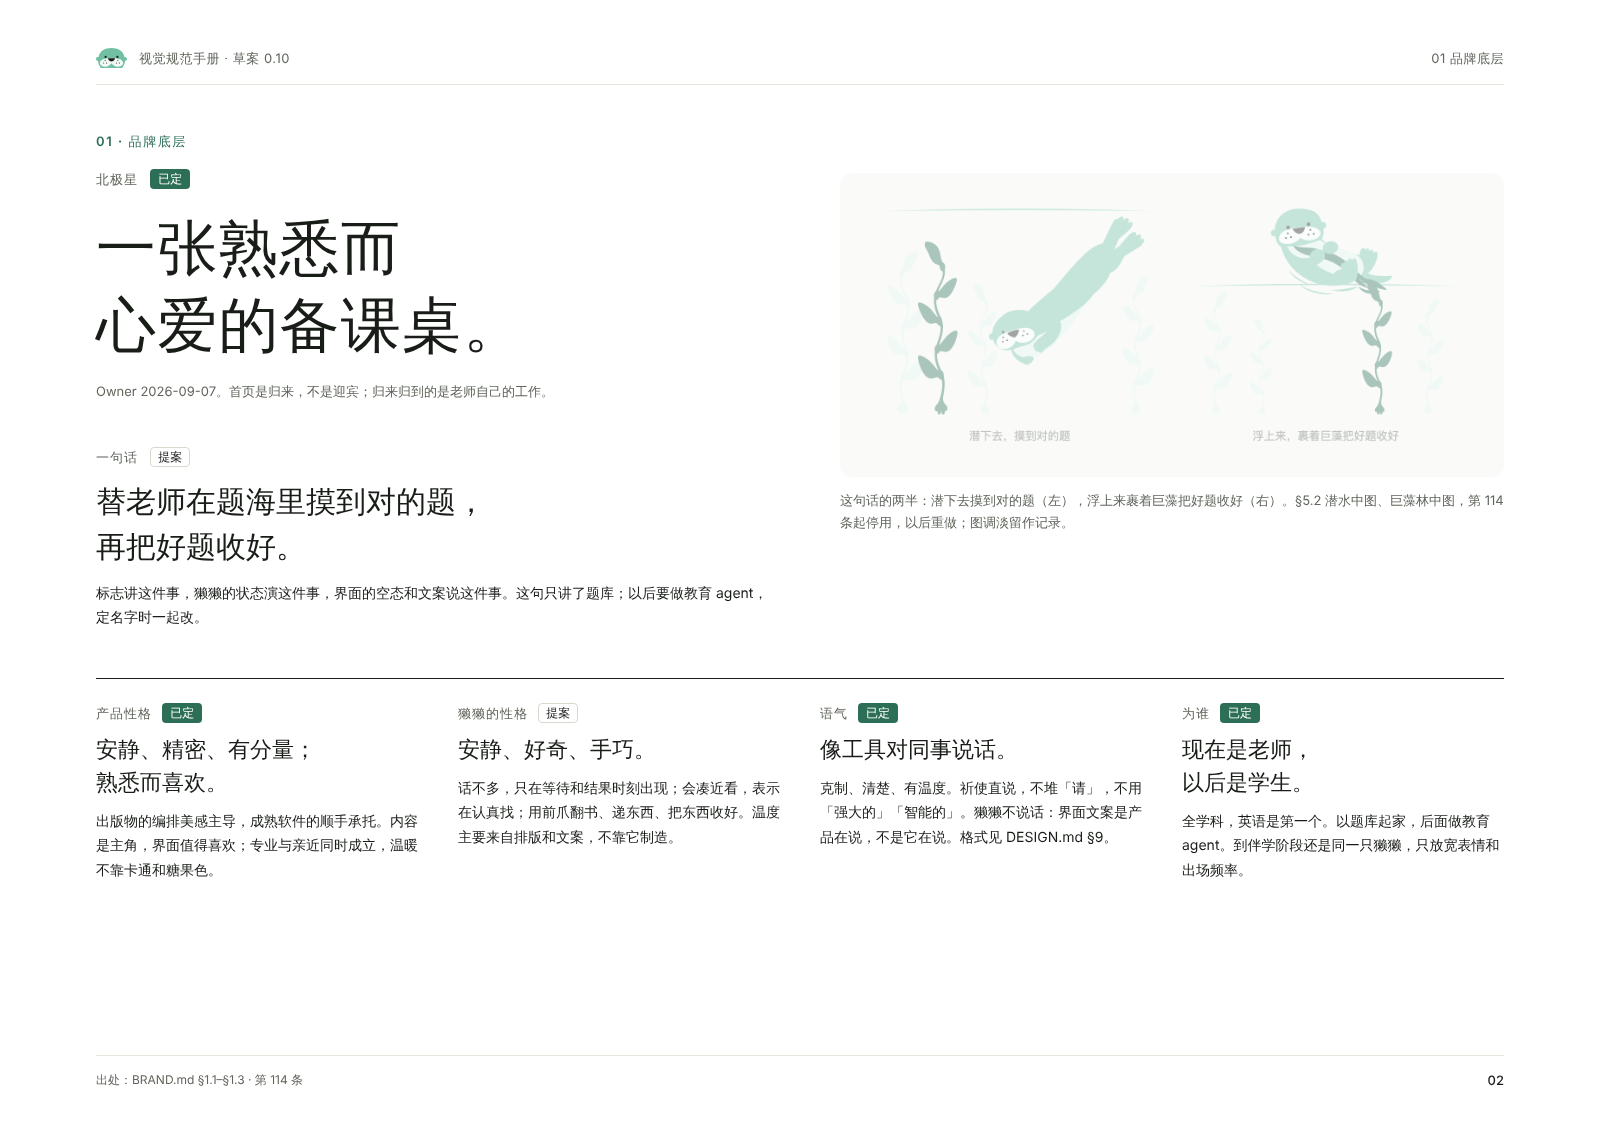 视觉规范手册 · 草案 0.10
01 品牌底层
01 · 品牌底层
北极星 已定
一张熟悉而
心爱的备课桌。
Owner 2026-09-07。首页是归来，不是迎宾；归来归到的是老师自己的工作。
一句话 提案
替老师在题海里摸到对的题，
再把好题收好。
标志讲这件事，獭獭的状态演这件事，界面的空态和文案说这件事。这句只讲了题库；以后要做教育 agent，
定名字时一起改。
潜下去，摸到对的题
浮上来，裹着巨藻把好题收好
这句话的两半：潜下去摸到对的题（左），浮上来裹着巨藻把好题收好（右）。§5.2 潜水中图、巨藻林中图，第 114
条起停用，以后重做；图调淡留作记录。
产品性格 已定
安静、精密、有分量；
熟悉而喜欢。
出版物的编排美感主导，成熟软件的顺手承托。内容
是主角，界面值得喜欢；专业与亲近同时成立，温暖
不靠卡通和糖果色。
獭獭的性格 提案
安静、好奇、手巧。
话不多，只在等待和结果时刻出现；会凑近看，表示
在认真找；用前爪翻书、递东西、把东西收好。温度
主要来自排版和文案，不靠它制造。
语气 已定
像工具对同事说话。
克制、清楚、有温度。祈使直说，不堆「请」，不用
「强大的」「智能的」。獭獭不说话：界面文案是产
品在说，不是它在说。格式见 DESIGN.md §9。
为谁 已定
现在是老师，
以后是学生。
全学科，英语是第一个。以题库起家，后面做教育
agent。到伴学阶段还是同一只獭獭，只放宽表情和
出场频率。
出处：BRAND.md §1.1–§1.3 · 第 114 条
02